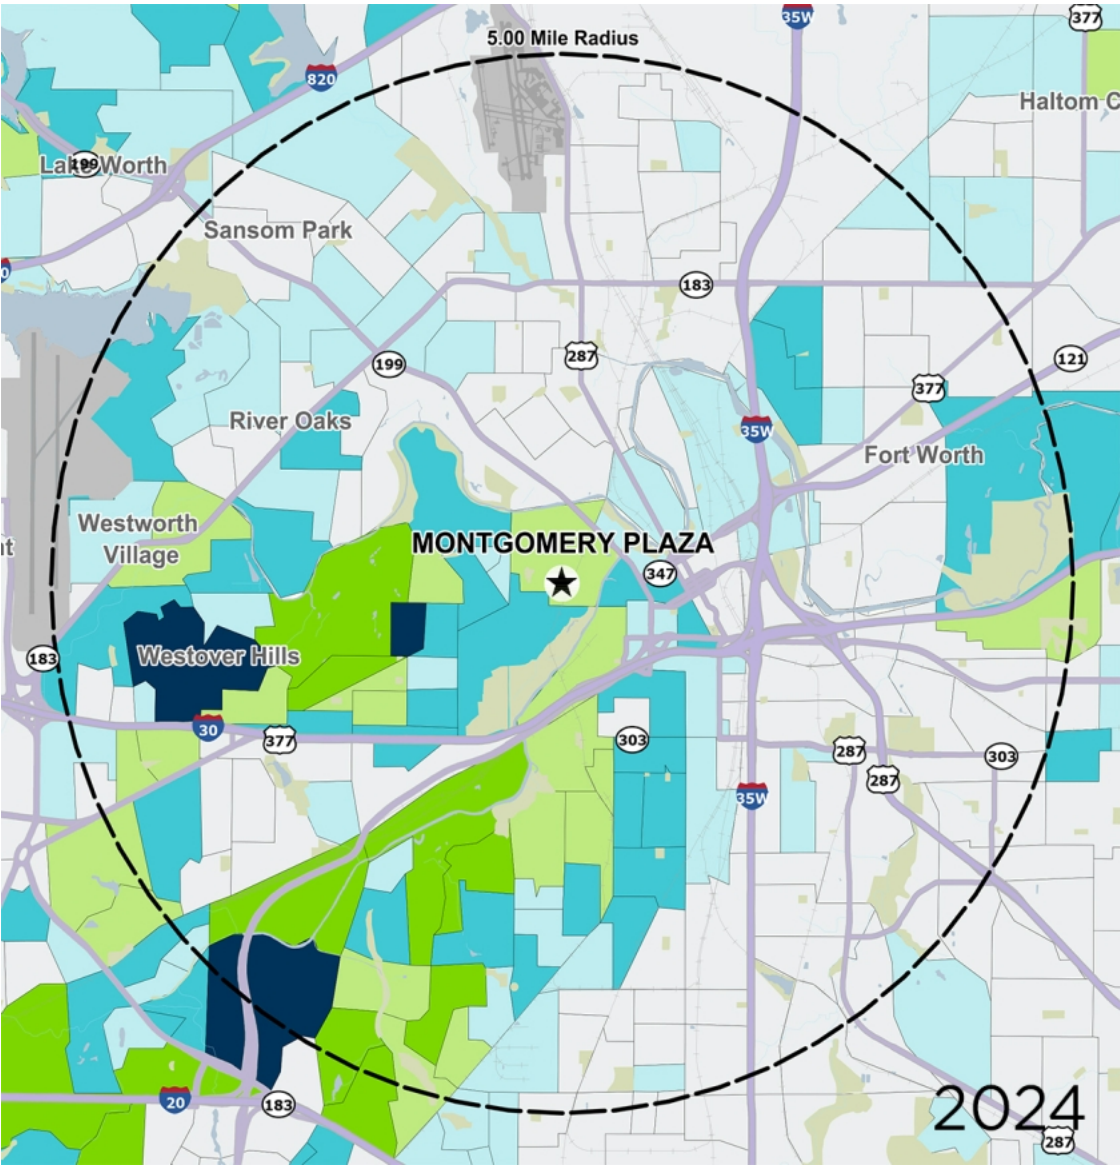 35W
377
5.00 Mile Radius
820
Haltom C
199
Lake Worth
Sansom Park
0
183
287
199
121
377
River Oaks
35W
Fort Worth
Westworth
Village
nt
MONTGOMERY PLAZA
347
183
Westover Hills
30
377
303
287
303
287
35W
20
183
2024
287